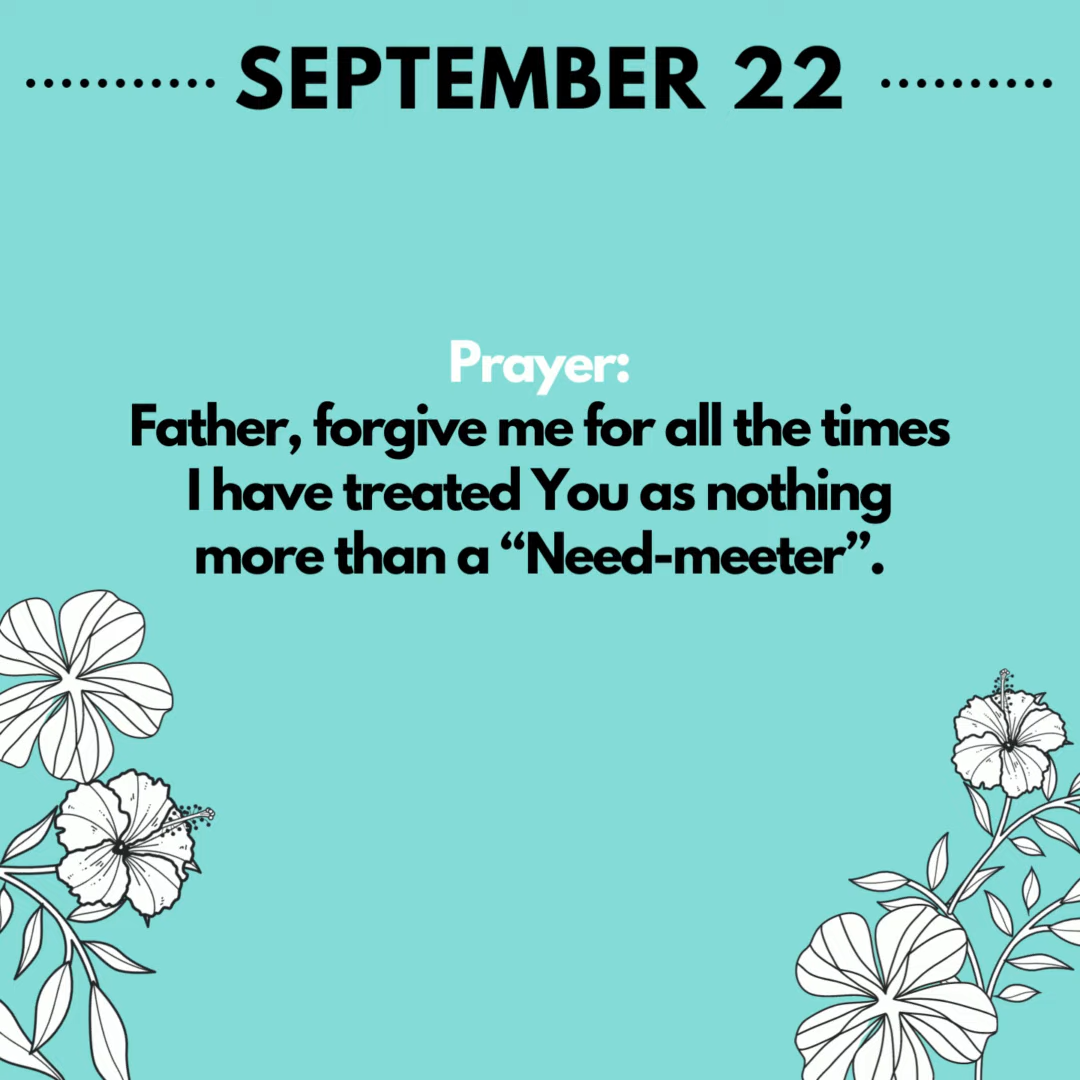 SEPTEMBER 22
Prayer:
Father, forgive me for all the times
I have treated You as nothing
more than a “Need-meeter”.